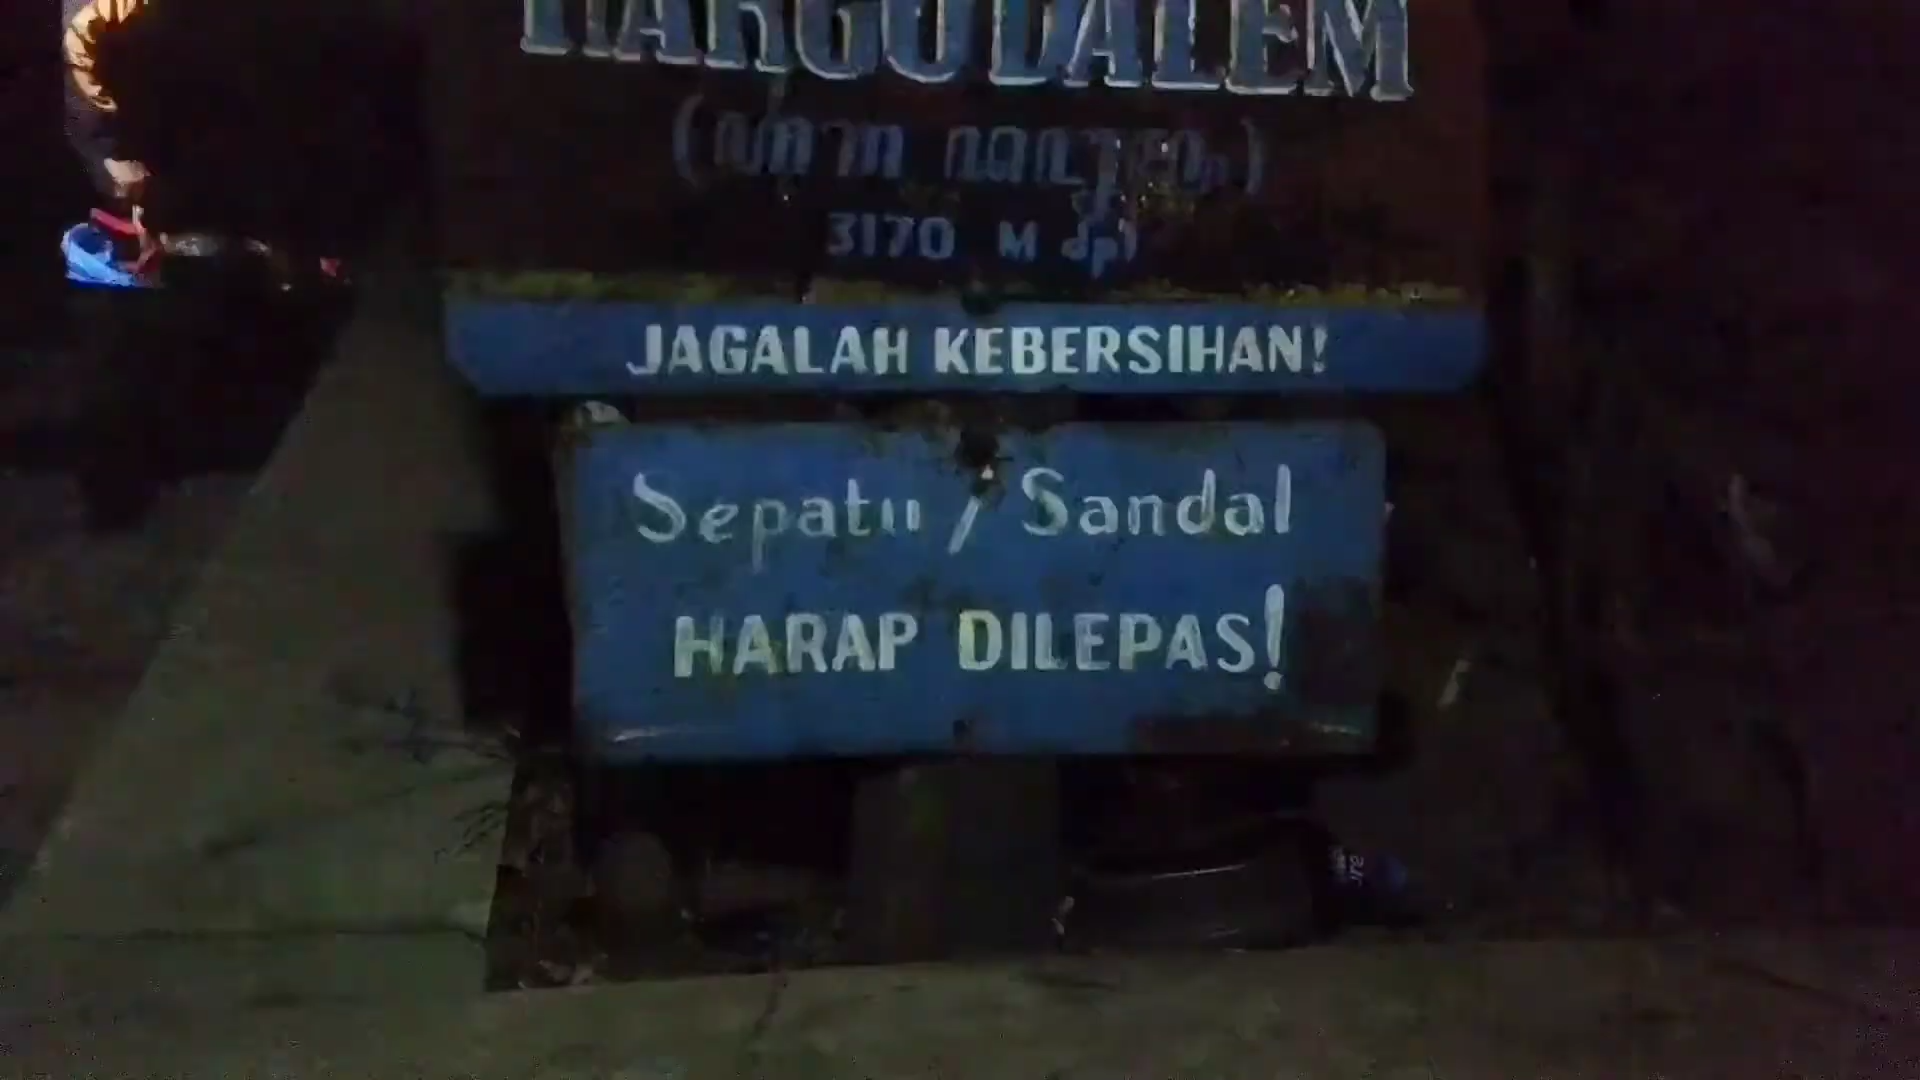 HARGO DALEM
3170 M dpl
JAGALAH KEBERSIHAN!
Sepatu / Sandal
HARAP DILEPAS!